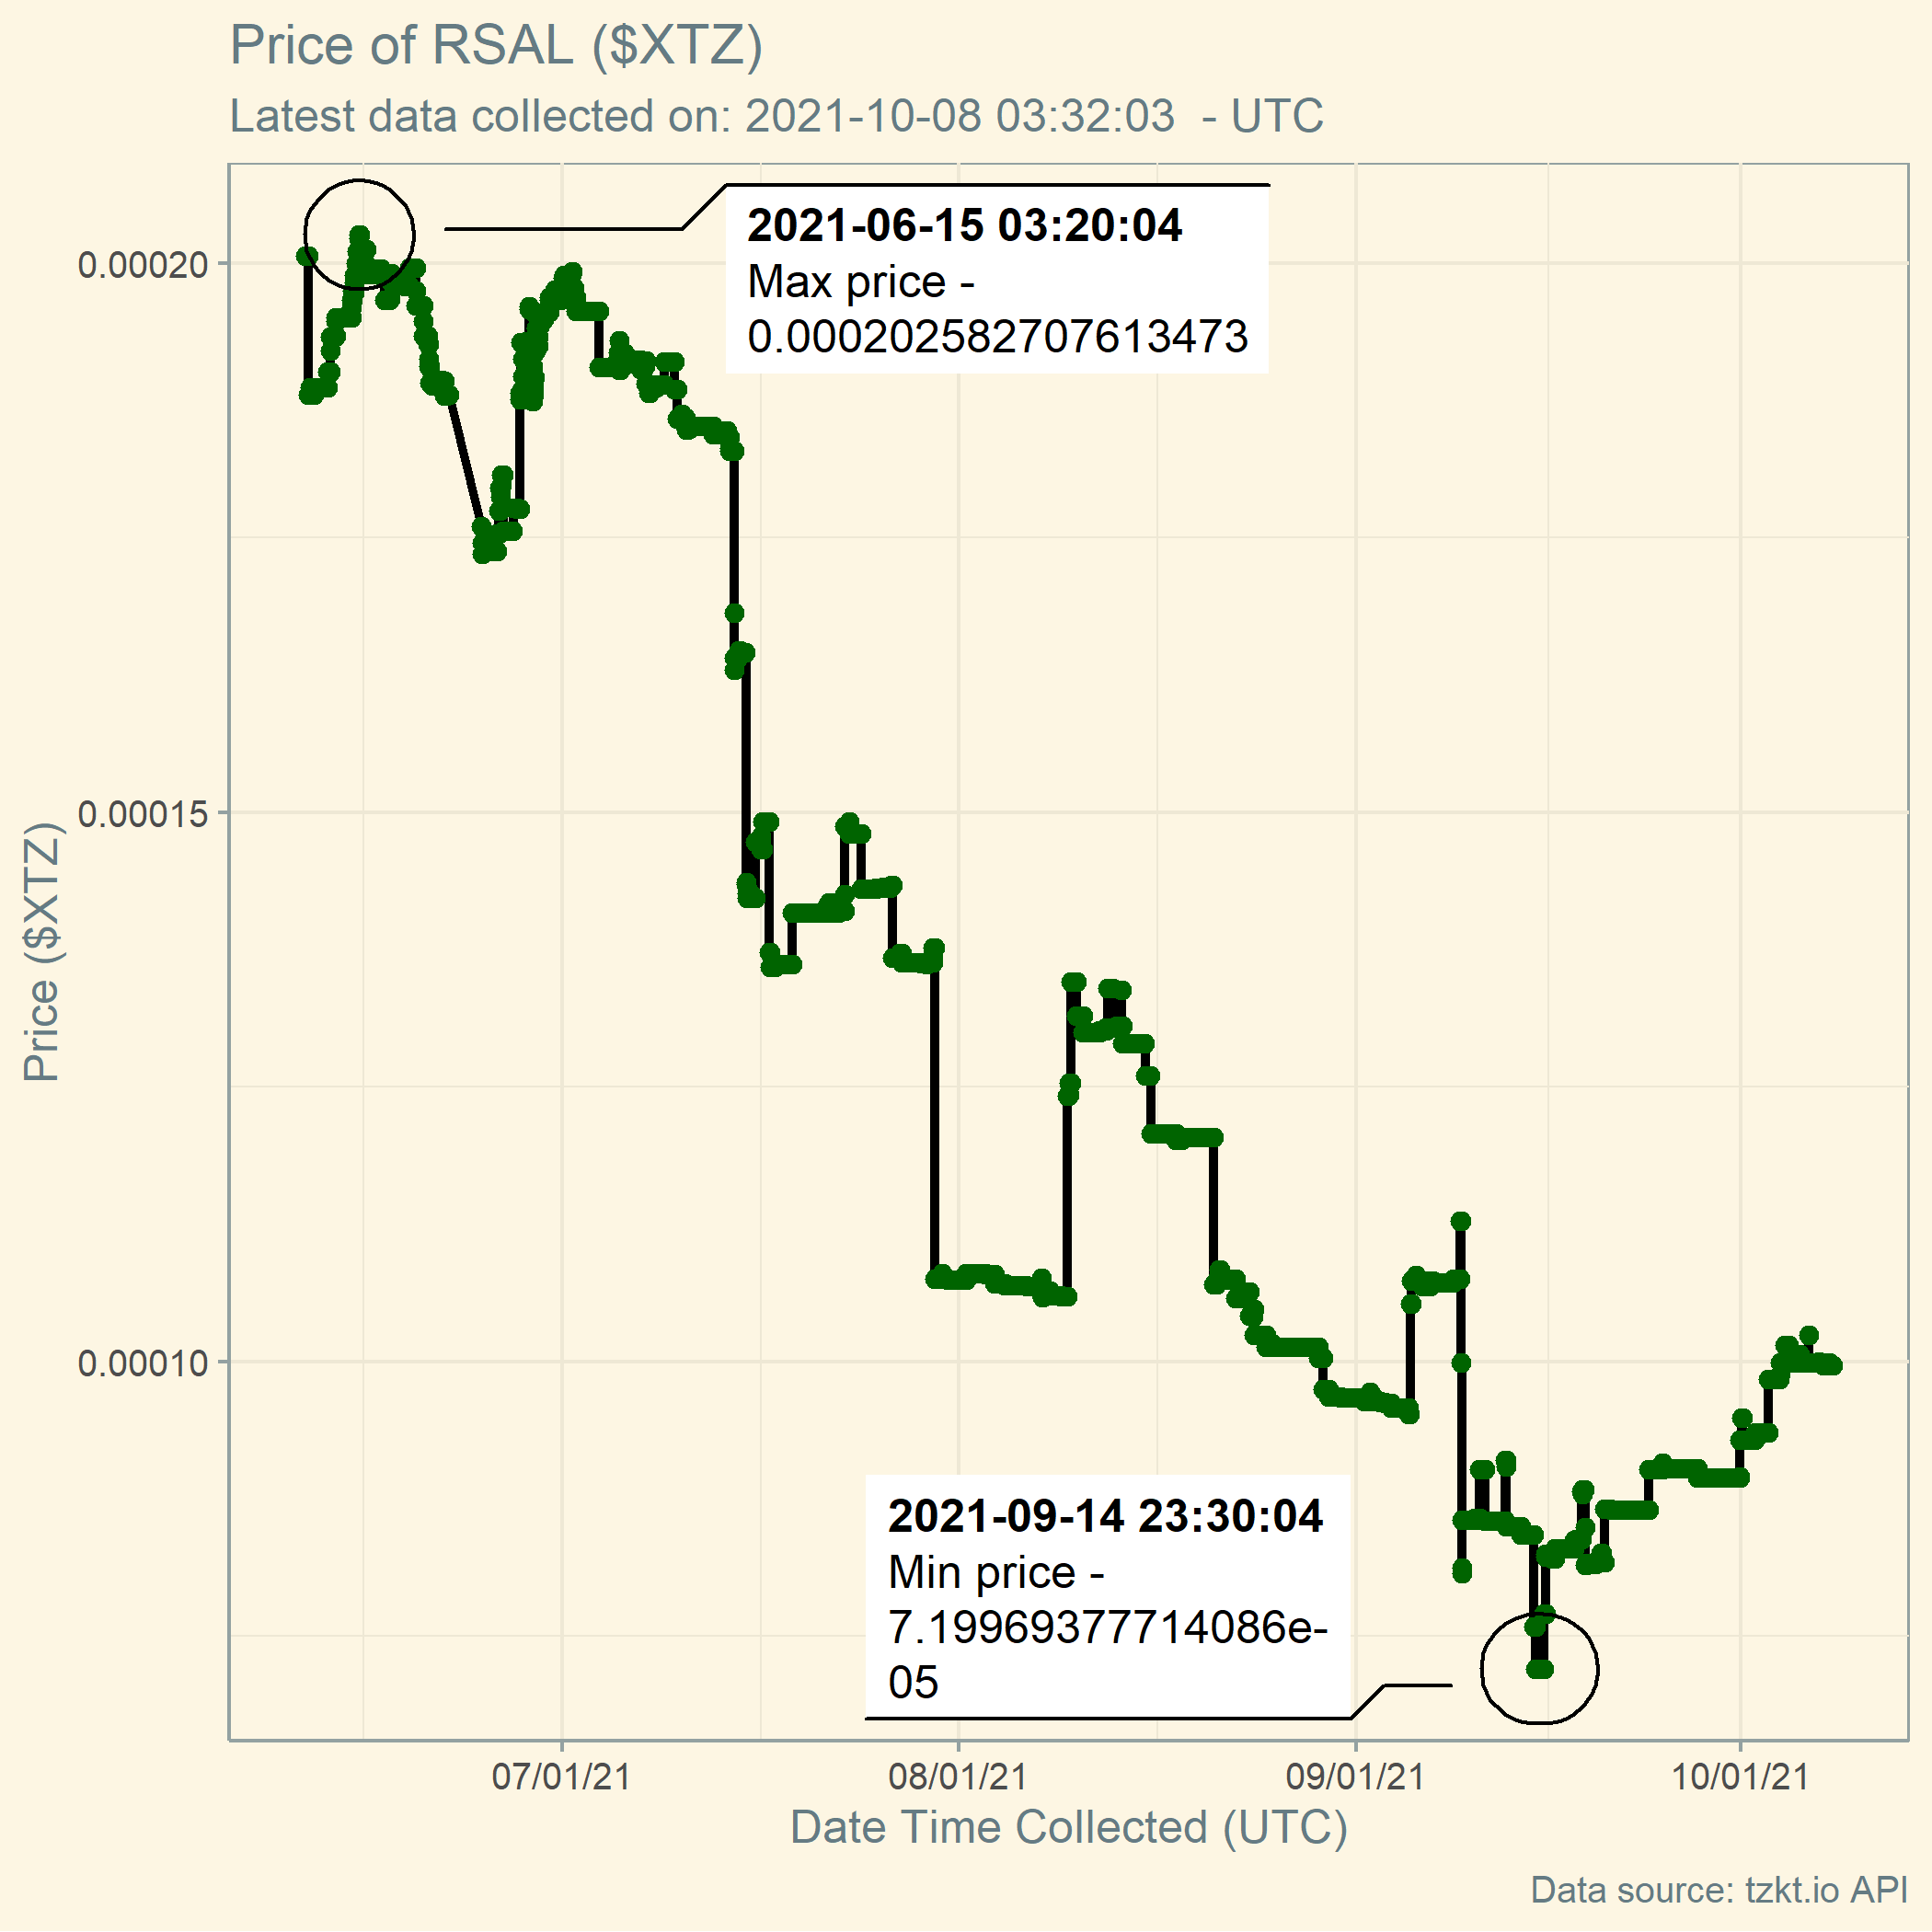 Price of RSAL ($XTZ)
Latest data collected on: 2021-10-08 03:32:03  - UTC
2021-06-15 03:20:04
Max price -
0.000202582707613473
0.00020
0.00015
0.00010
Price ($XTZ)
2021-09-14 23:30:04
Min price -
7.19969377714086e-
05
07/01/21
08/01/21
09/01/21
10/01/21
Date Time Collected (UTC)
Data source: tzkt.io API